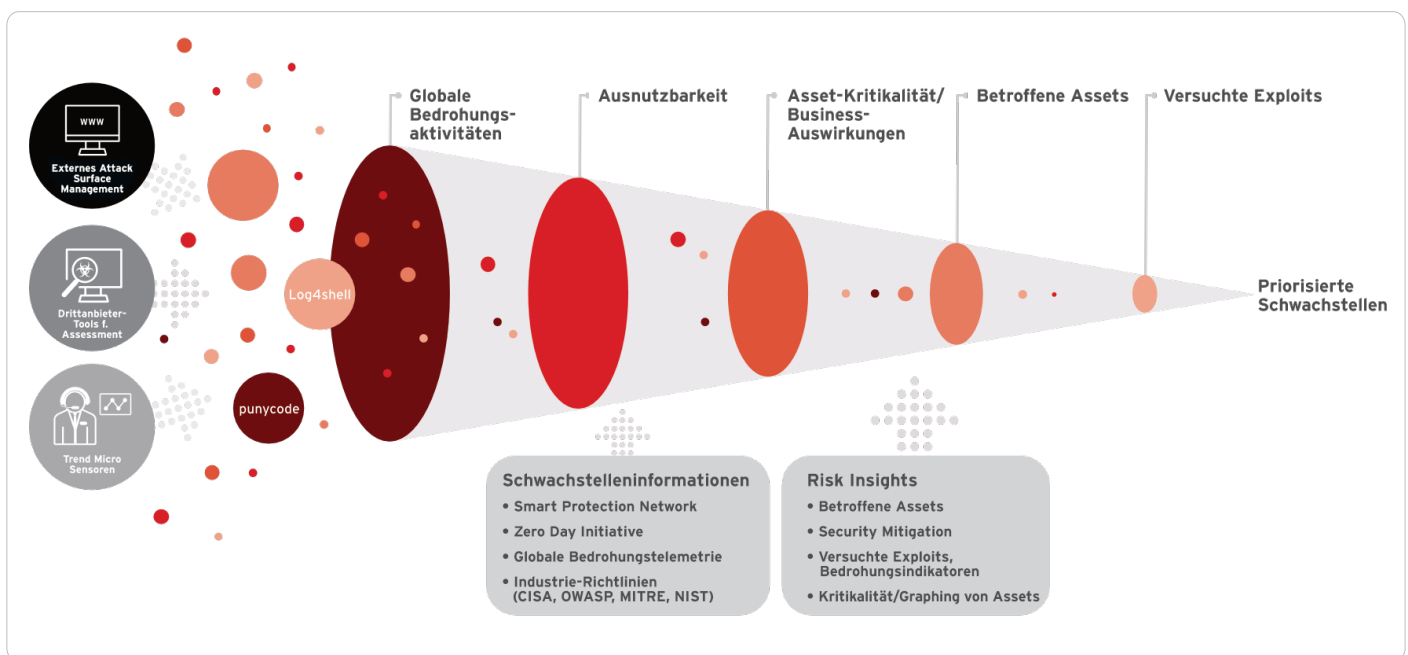 www
Externes Attack
Surface
Management
Drittanbieter-
Tools f.
Assessment
Trend Micro
Sensoren
Log4shell
punycode
Globale
Bedrohungs-
aktivitäten
Ausnutzbarkeit
Asset-Kritikalität/
Business-
Auswirkungen
Betroffene Assets
Versuchte Exploits
Priorisierte
Schwachstellen
Schwachstelleninformationen
• Smart Protection Network
• Zero Day Initiative
• Globale Bedrohungstelemetrie
• Industrie-Richtlinien
(CISA, OWASP, MITRE, NIST)
Risk Insights
• Betroffene Assets
• Security Mitigation
• Versuchte Exploits,
Bedrohungsindikatoren
• Kritikalität/Graphing von Assets